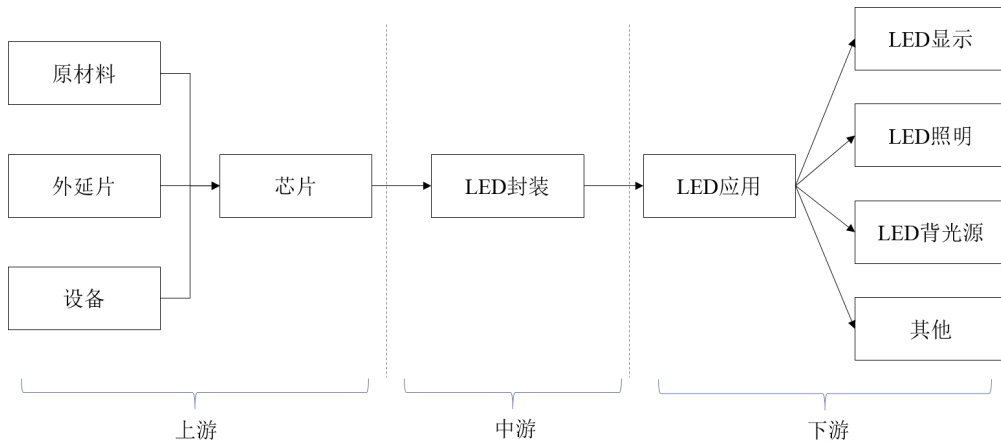 原材料
外延片
设备
芯片
LED封装
LED应用
LED显示
LED照明
LED背光源
其他
上游
中游
下游